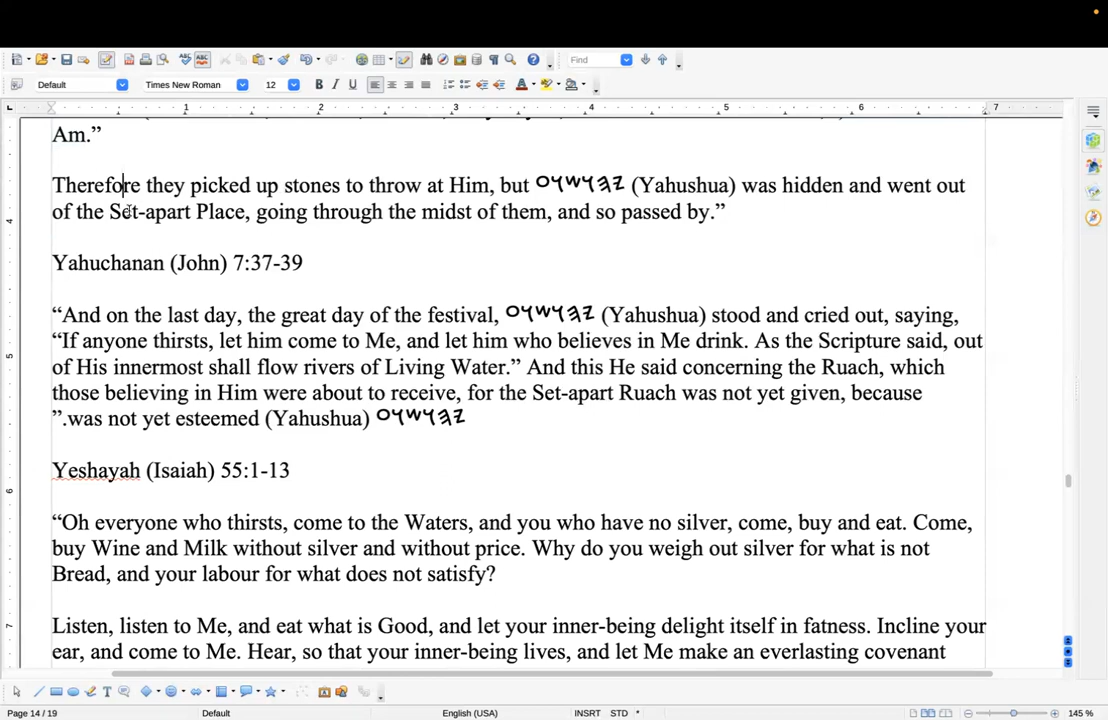 Find
Default
Times New Roman
12
1 2 3 4 5 6 7
Am.”
Therefore they picked up stones to throw at Him, but 𐤉𐤄𐤅𐤔𐤅𐤏 (Yahushua) was hidden and went out
of the Set-apart Place, going through the midst of them, and so passed by.”
Yahuchanan (John) 7:37-39
“And on the last day, the great day of the festival, 𐤉𐤄𐤅𐤔𐤅𐤏 (Yahushua) stood and cried out, saying,
“If anyone thirsts, let him come to Me, and let him who believes in Me drink. As the Scripture said, out
of His innermost shall flow rivers of Living Water.” And this He said concerning the Ruach, which
those believing in Him were about to receive, for the Set-apart Ruach was not yet given, because
”.was not yet esteemed (Yahushua) 𐤉𐤄𐤅𐤔𐤅𐤏
Yeshayah (Isaiah) 55:1-13
“Oh everyone who thirsts, come to the Waters, and you who have no silver, come, buy and eat. Come,
buy Wine and Milk without silver and without price. Why do you weigh out silver for what is not
Bread, and your labour for what does not satisfy?
Listen, listen to Me, and eat what is Good, and let your inner-being delight itself in fatness. Incline your
ear, and come to Me. Hear, so that your inner-being lives, and let Me make an everlasting covenant
Page 14 / 19
Default
English (USA)
INSRT
STD
*
145 %